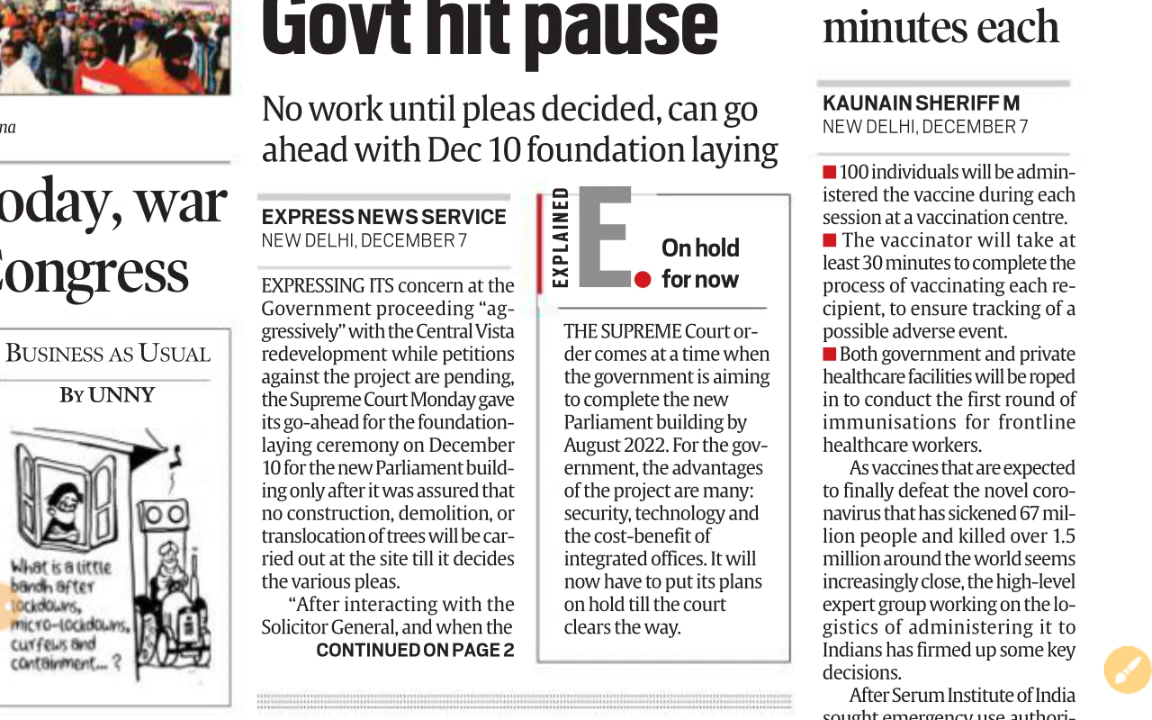 na
oday, war
Congress
BUSINESS AS USUAL
BY UNNY
What is a little
bandh after
lockdowns,
micro-lockdowns,
curfews and
containment... ?
Govt hit pause
No work until pleas decided, can go
ahead with Dec 10 foundation laying
EXPRESS NEWS SERVICE
NEW DELHI, DECEMBER 7
EXPRESSING ITS concern at the
Government proceeding “ag-
gressively” with the Central Vista
redevelopment while petitions
against the project are pending,
the Supreme Court Monday gave
its go-ahead for the foundation-
laying ceremony on December
10 for the new Parliament build-
ing only after it was assured that
no construction, demolition, or
translocation of trees will be car-
ried out at the site till it decides
the various pleas.
“After interacting with the
Solicitor General, and when the
CONTINUED ON PAGE 2
EXPLAINED
E.
On hold
for now
THE SUPREME Court or-
der comes at a time when
the government is aiming
to complete the new
Parliament building by
August 2022. For the gov-
ernment, the advantages
of the project are many:
security, technology and
the cost-benefit of
integrated offices. It will
now have to put its plans
on hold till the court
clears the way.
minutes each
KAUNAIN SHERIFF M
NEW DELHI, DECEMBER 7
■ 100 individuals will be admin-
istered the vaccine during each
session at a vaccination centre.
■ The vaccinator will take at
least 30 minutes to complete the
process of vaccinating each re-
cipient, to ensure tracking of a
possible adverse event.
■ Both government and private
healthcare facilities will be roped
in to conduct the first round of
immunisations for frontline
healthcare workers.
As vaccines that are expected
to finally defeat the novel coro-
navirus that has sickened 67 mil-
lion people and killed over 1.5
million around the world seems
increasingly close, the high-level
expert group working on the lo-
gistics of administering it to
Indians has firmed up some key
decisions.
After Serum Institute of India
sought emergency use authori-